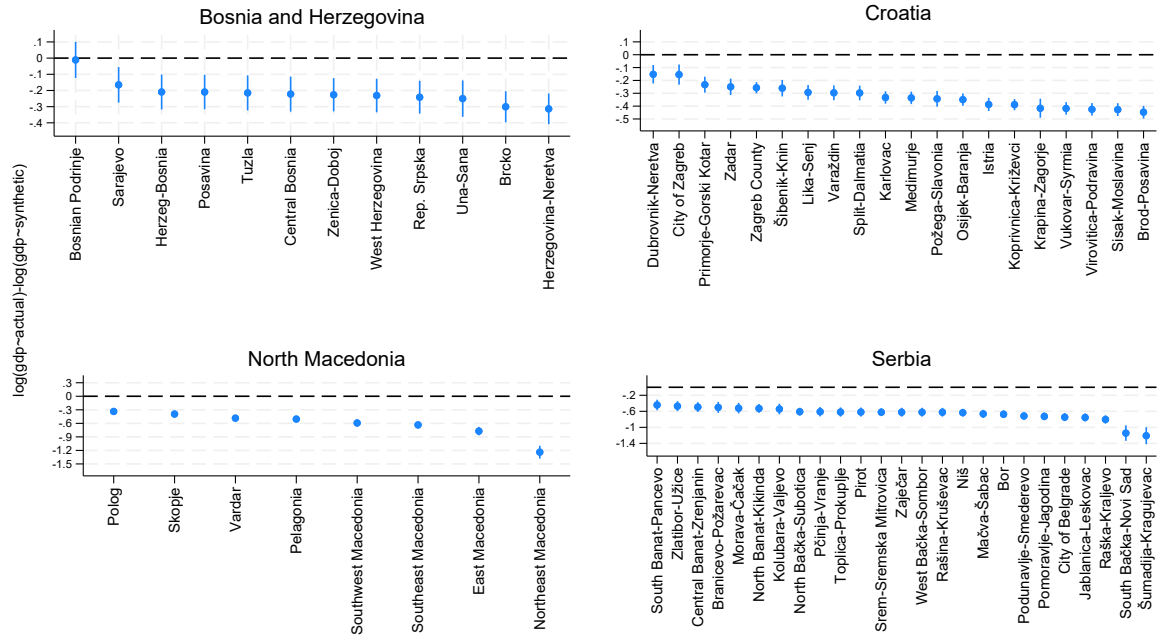 log(gdp~actual)-log(gdp~synthetic)
Bosnia and Herzegovina
.1
0
-.1
-.2
-.3
-.4
Bosnian Podrinje
Sarajevo
Herzeg-Bosnia
Posavina
Tuzla
Central Bosnia
Zenica-Doboj
West Herzegovina
Rep. Srpska
Una-Sana
Brcko
Herzegovina-Neretva
Croatia
.1
0
-.1
-.2
-.3
-.4
-.5
Dubrovnik-Neretva
City of Zagreb
Primorje-Gorski Kotar
Zadar
Zagreb County
Šibenik-Knin
Lika-Senj
Varaždin
Split-Dalmatia
Karlovac
Međimurje
Požega-Slavonia
Osijek-Baranja
Istria
Koprivnica-Križevci
Krapina-Zagorje
Vukovar-Syrmia
Virovitica-Podravina
Sisak-Moslavina
Brod-Posavina
North Macedonia
.3
0
-.3
-.6
-.9
-1.2
-1.5
Polog
Skopje
Vardar
Pelagonia
Southwest Macedonia
Southeast Macedonia
East Macedonia
Northeast Macedonia
Serbia
-.2
-.6
-1
-1.4
South Banat-Pancevo
Zlatibor-Užice
Central Banat-Zrenjanin
Branicevo-Požarevac
Morava-Čačak
North Banat-Kikinda
Kolubara-Valjevo
North Bačka-Subotica
Pčinja-Vranje
Toplica-Prokuplje
Pirot
Srem-Sremska Mitrovica
Zaječar
West Bačka-Sombor
Rašina-Kruševac
Niš
Mačva-Šabac
Bor
Podunavlje-Smederevo
Pomoravlje-Jagodina
City of Belgrade
Jablanica-Leskovac
Raška-Kraljevo
South Bačka-Novi Sad
Šumadija-Kragujevac